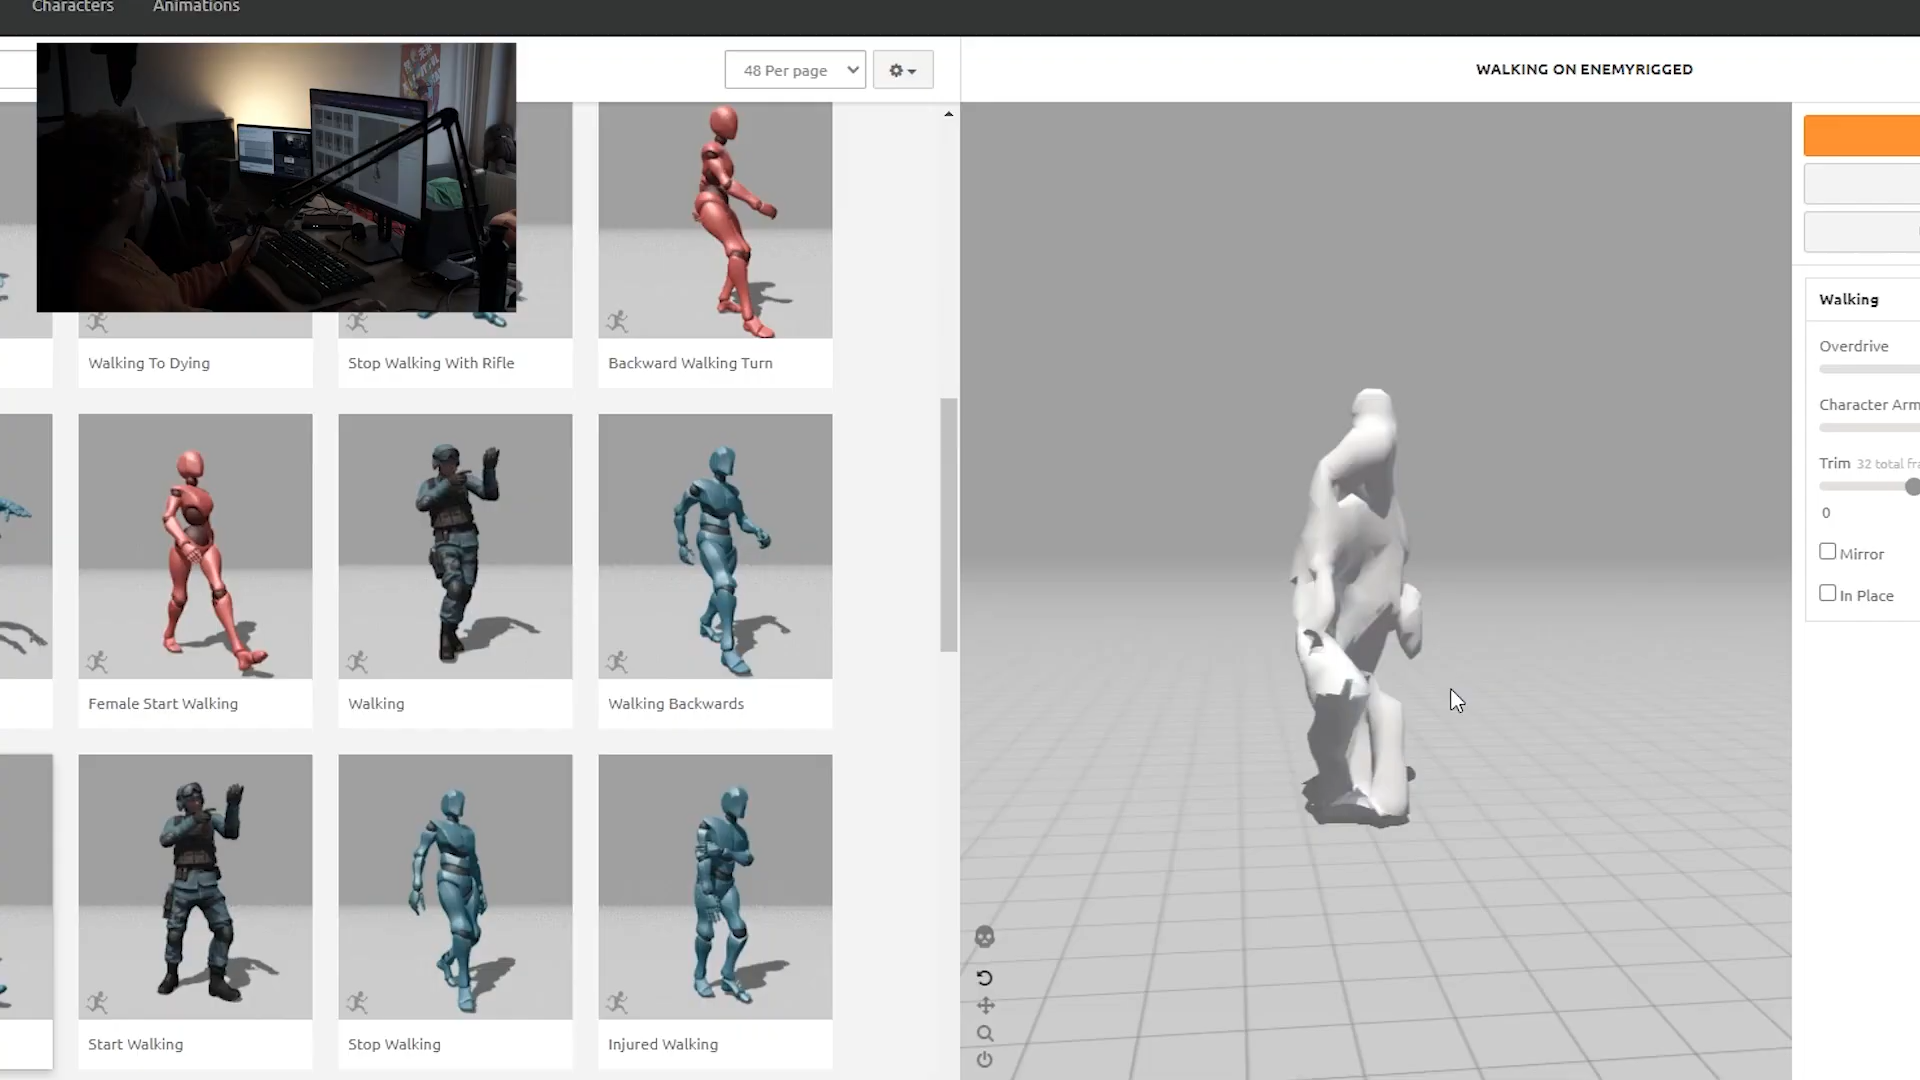 Characters
Animations
48 Per page
WALKING ON ENEMYRIGGED
Walking To Dying
Stop Walking With Rifle
Backward Walking Turn
Female Start Walking
Walking
Walking Backwards
Start Walking
Stop Walking
Injured Walking
Walking
Overdrive
Character Arm
Trim 32 total fra
0
Mirror
In Place